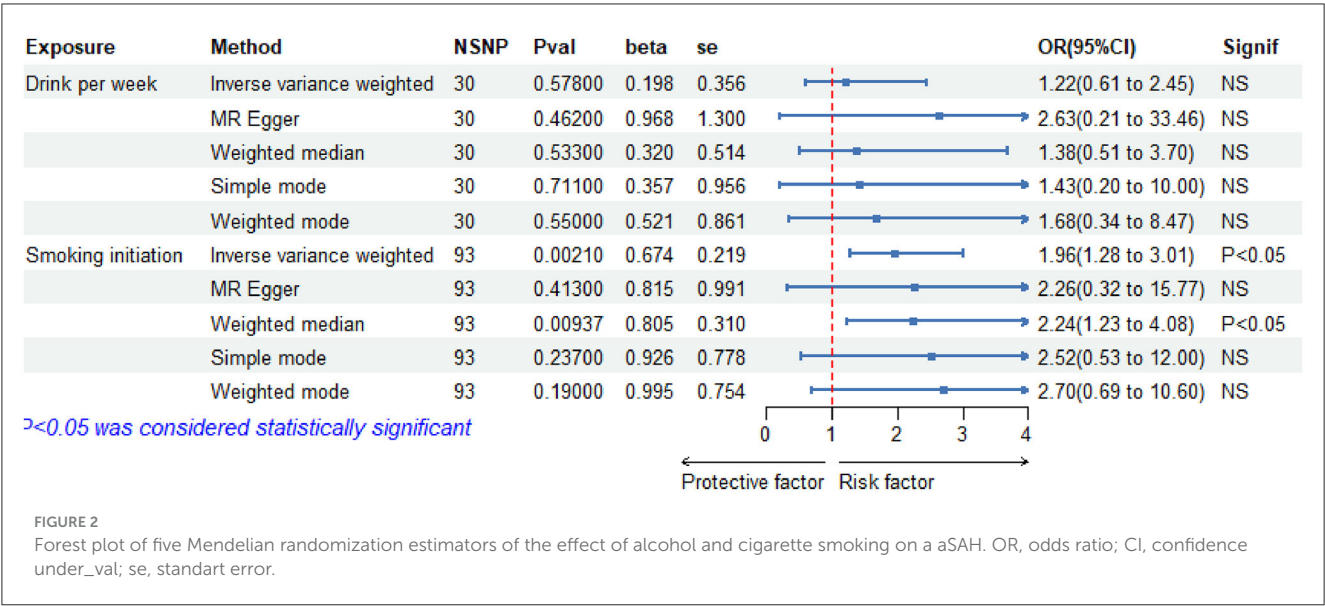 Exposure Method NSNP Pval beta se OR(95%CI) Signif
Drink per week Inverse variance weighted 30 0.57800 0.198 0.356 1.22(0.61 to 2.45) NS
MR Egger 30 0.46200 0.968 1.300 2.63(0.21 to 33.46) NS
Weighted median 30 0.53300 0.320 0.514 1.38(0.51 to 3.70) NS
Simple mode 30 0.71100 0.357 0.956 1.43(0.20 to 10.00) NS
Weighted mode 30 0.55000 0.521 0.861 1.68(0.34 to 8.47) NS
Smoking initiation Inverse variance weighted 93 0.00210 0.674 0.219 1.96(1.28 to 3.01) P<0.05
MR Egger 93 0.41300 0.815 0.991 2.26(0.32 to 15.77) NS
Weighted median 93 0.00937 0.805 0.310 2.24(1.23 to 4.08) P<0.05
Simple mode 93 0.23700 0.926 0.778 2.52(0.53 to 12.00) NS
Weighted mode 93 0.19000 0.995 0.754 2.70(0.69 to 10.60) NS
P<0.05 was considered statistically significant
0 1 2 3 4
Protective factor Risk factor
FIGURE 2
Forest plot of five Mendelian randomization estimators of the effect of alcohol and cigarette smoking on a aSAH. OR, odds ratio; CI, confidence
under_val; se, standart error.